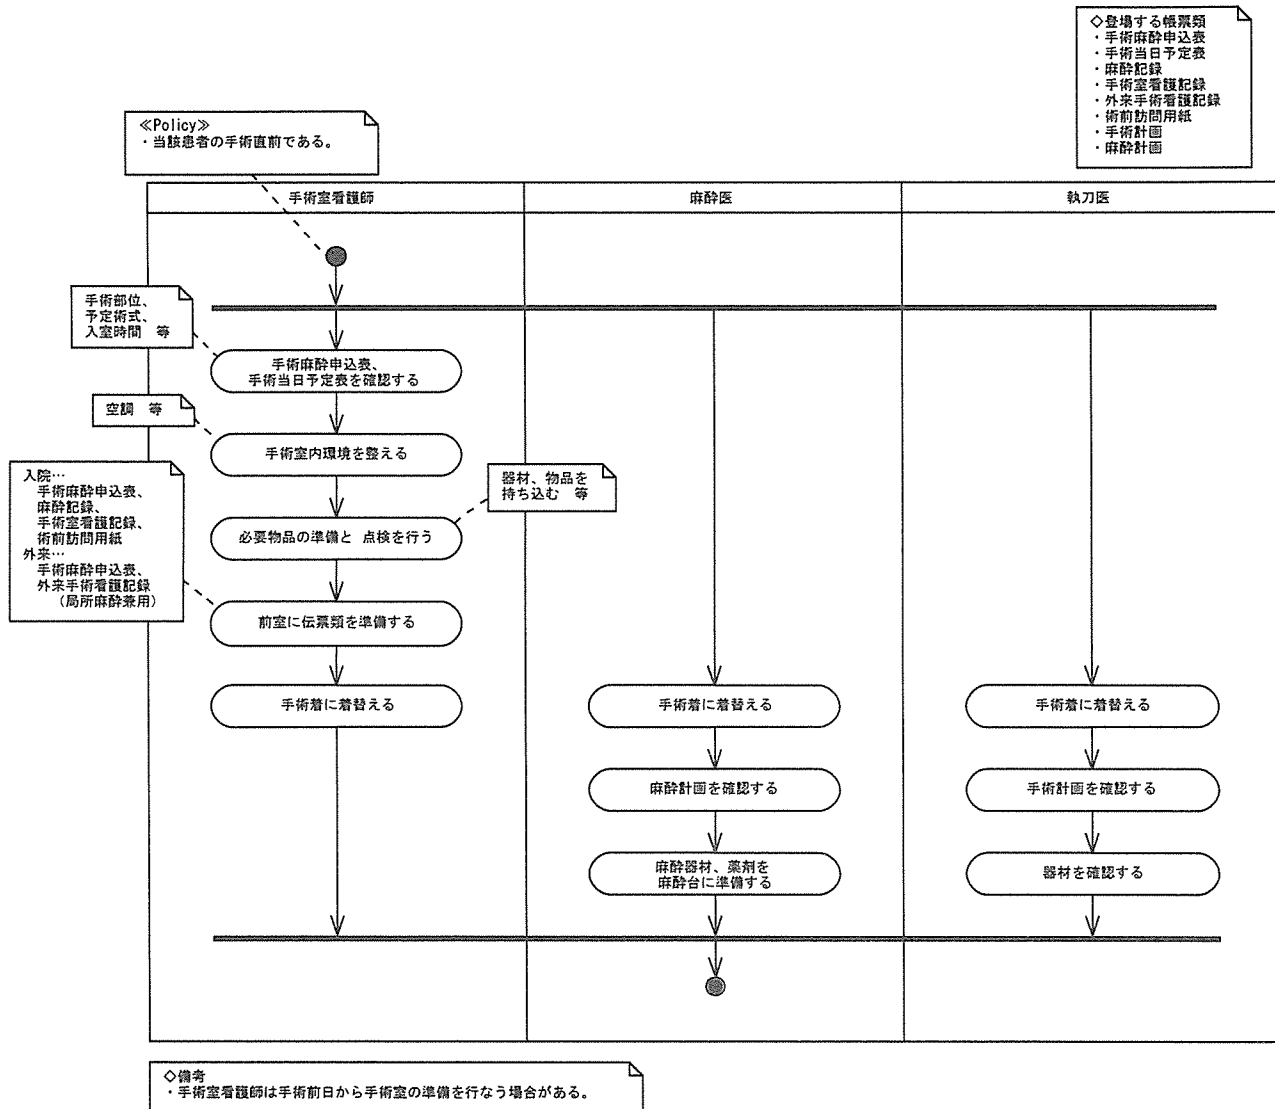 ◇登場する帳票類
・手術麻酔申込表
・手術当日予定表
・麻酔記録
・手術室看護記録
・外来手術看護記録
・術前訪問用紙
・手術計画
・麻酔計画
≪Policy≫
・当該患者の手術直前である。
手術室看護師
麻酔医
執刀医
手術部位、
予定術式、
入室時間 等
手術麻酔申込表、
手術当日予定表を確認する
空調 等
手術室内環境を整える
入院…
手術麻酔申込表、
麻酔記録、
手術室看護記録、
術前訪問用紙
外来…
手術麻酔申込表、
外来手術看護記録
（局所麻酔兼用）
器材、物品を
持ち込む 等
必要物品の準備と 点検を行う
前室に伝票類を準備する
手術着に着替える
手術着に着替える
手術着に着替える
麻酔計画を確認する
手術計画を確認する
麻酔器材、薬剤を
麻酔台に準備する
器材を確認する
◇備考
・手術室看護師は手術前日から手術室の準備を行なう場合がある。